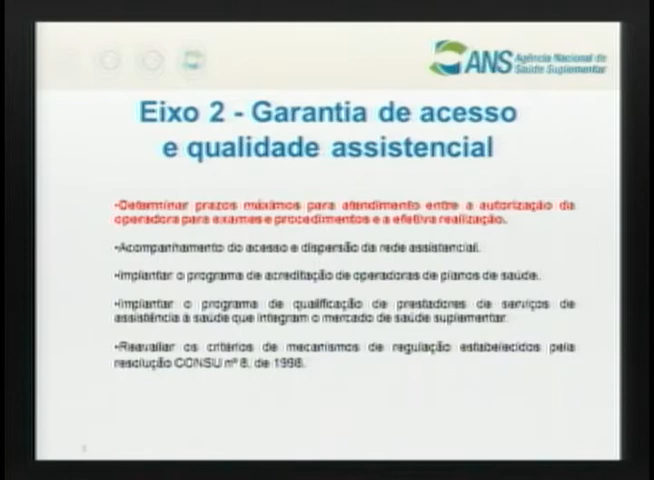 ANS Agência Nacional de
Saúde Suplementar
Eixo 2 - Garantia de acesso
e qualidade assistencial
•Determinar prazos máximos para atendimento entre a autorização da
operadora para exames e procedimentos e a efetiva realização.
•Acompanhamento do acesso e dispersão da rede assistencial.
•Implantar o programa de acreditação de operadoras de planos de saúde.
•Implantar o programa de qualificação de prestadores de serviços de
assistência à saúde que integram o mercado de saúde suplementar.
•Reavaliar os critérios de mecanismos de regulação estabelecidos pela
resolução CONSU nº 8, de 1998.